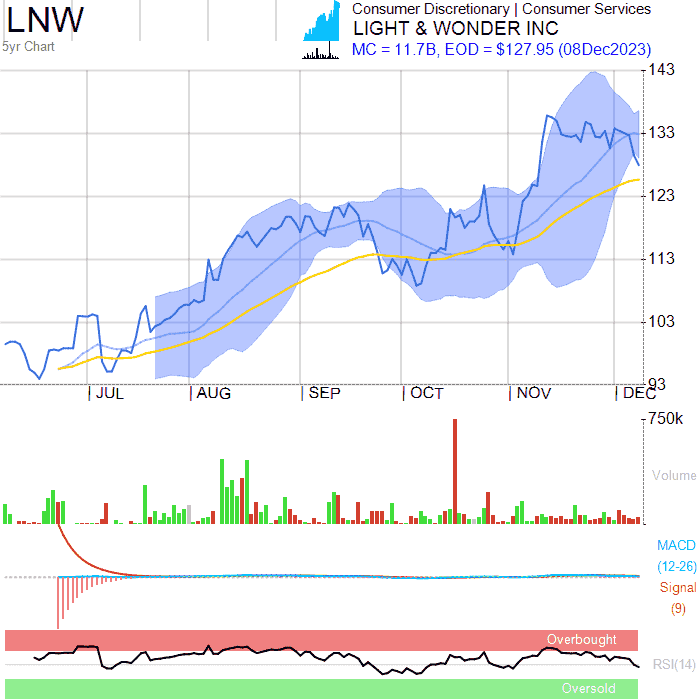 LNW
5yr Chart
Consumer Discretionary | Consumer Services
LIGHT & WONDER INC
MC = 11.7B, EOD = $127.95 (08Dec2023)
143
133
123
113
103
93
JUL AUG SEP OCT NOV DEC
750k
Volume
MACD
(12-26)
Signal
(9)
Overbought
RSI(14)
Oversold